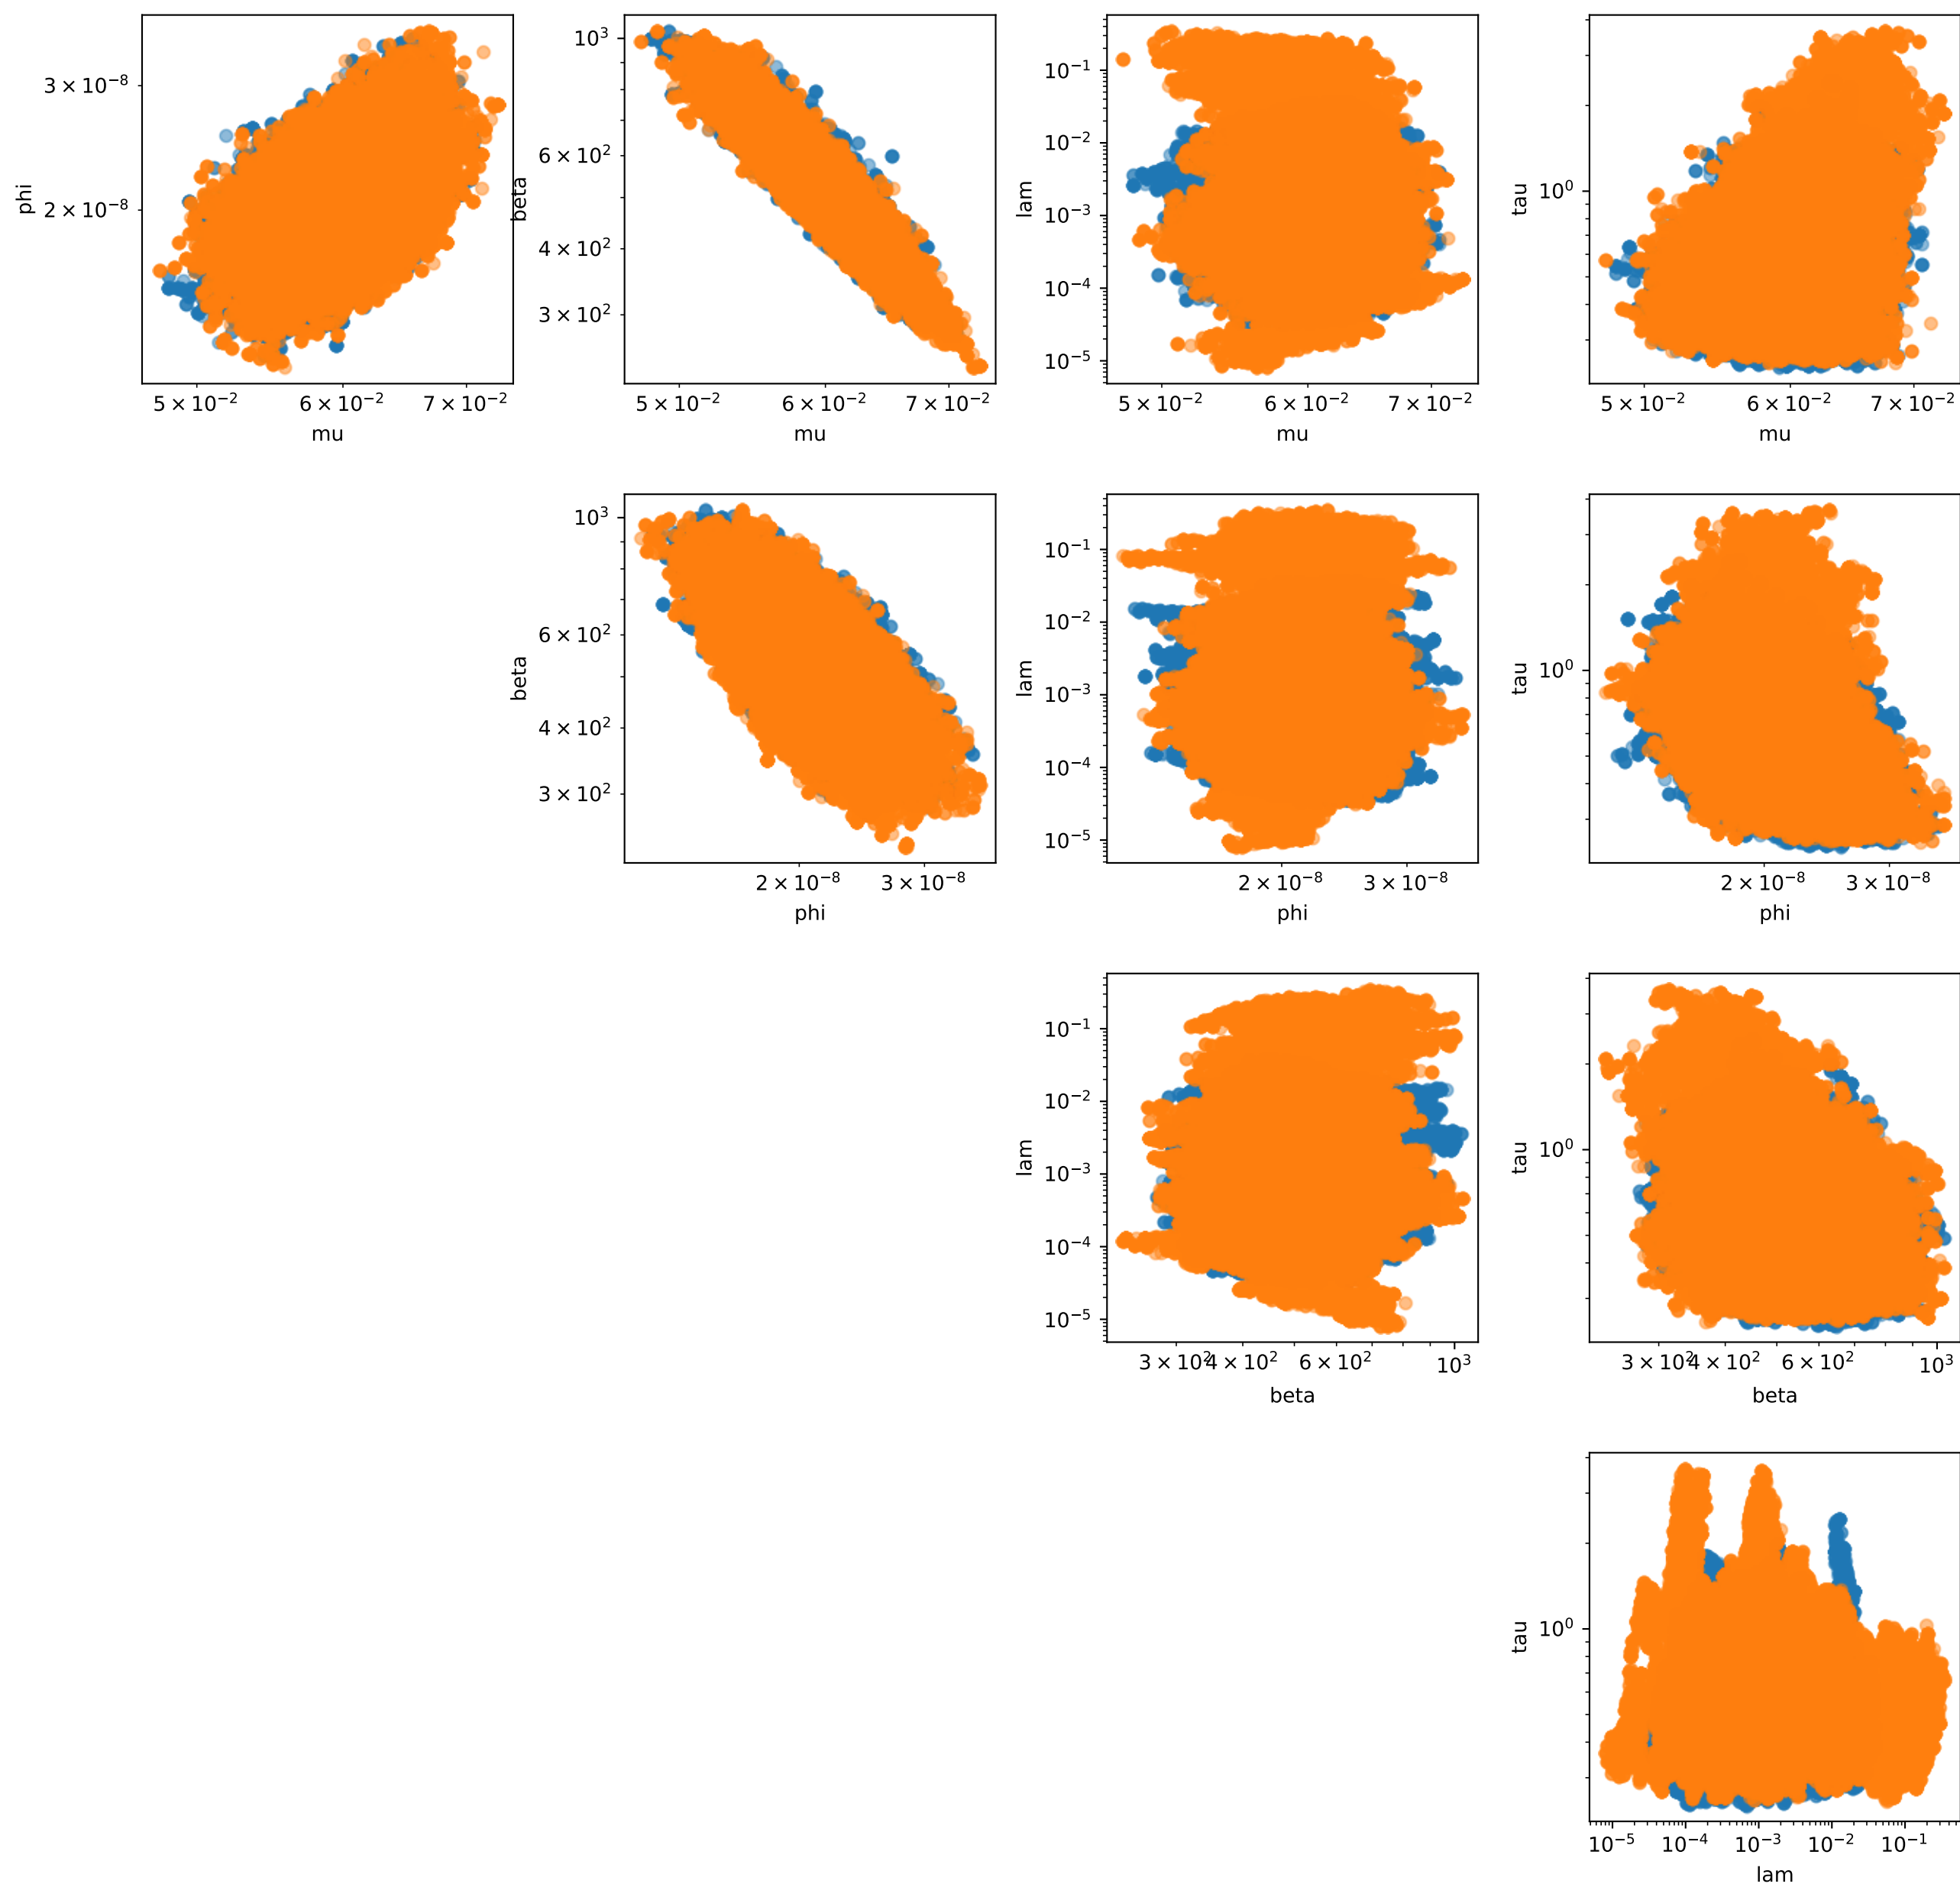 phi
3 × 10⁻⁸
2 × 10⁻⁸
5 × 10⁻² 6 × 10⁻² 7 × 10⁻²
mu
beta
10³
6 × 10²
4 × 10²
3 × 10²
5 × 10⁻² 6 × 10⁻² 7 × 10⁻²
mu
lam
10⁻¹
10⁻²
10⁻³
10⁻⁴
10⁻⁵
5 × 10⁻² 6 × 10⁻² 7 × 10⁻²
mu
tau
10⁰
5 × 10⁻² 6 × 10⁻² 7 × 10⁻²
mu
beta
10³
6 × 10²
4 × 10²
3 × 10²
2 × 10⁻⁸ 3 × 10⁻⁸
phi
lam
10⁻¹
10⁻²
10⁻³
10⁻⁴
10⁻⁵
2 × 10⁻⁸ 3 × 10⁻⁸
phi
tau
10⁰
2 × 10⁻⁸ 3 × 10⁻⁸
phi
lam
10⁻¹
10⁻²
10⁻³
10⁻⁴
10⁻⁵
3 × 10² 4 × 10² 6 × 10² 10³
beta
tau
10⁰
3 × 10² 4 × 10² 6 × 10² 10³
beta
tau
10⁰
10⁻⁵ 10⁻⁴ 10⁻³ 10⁻² 10⁻¹
lam